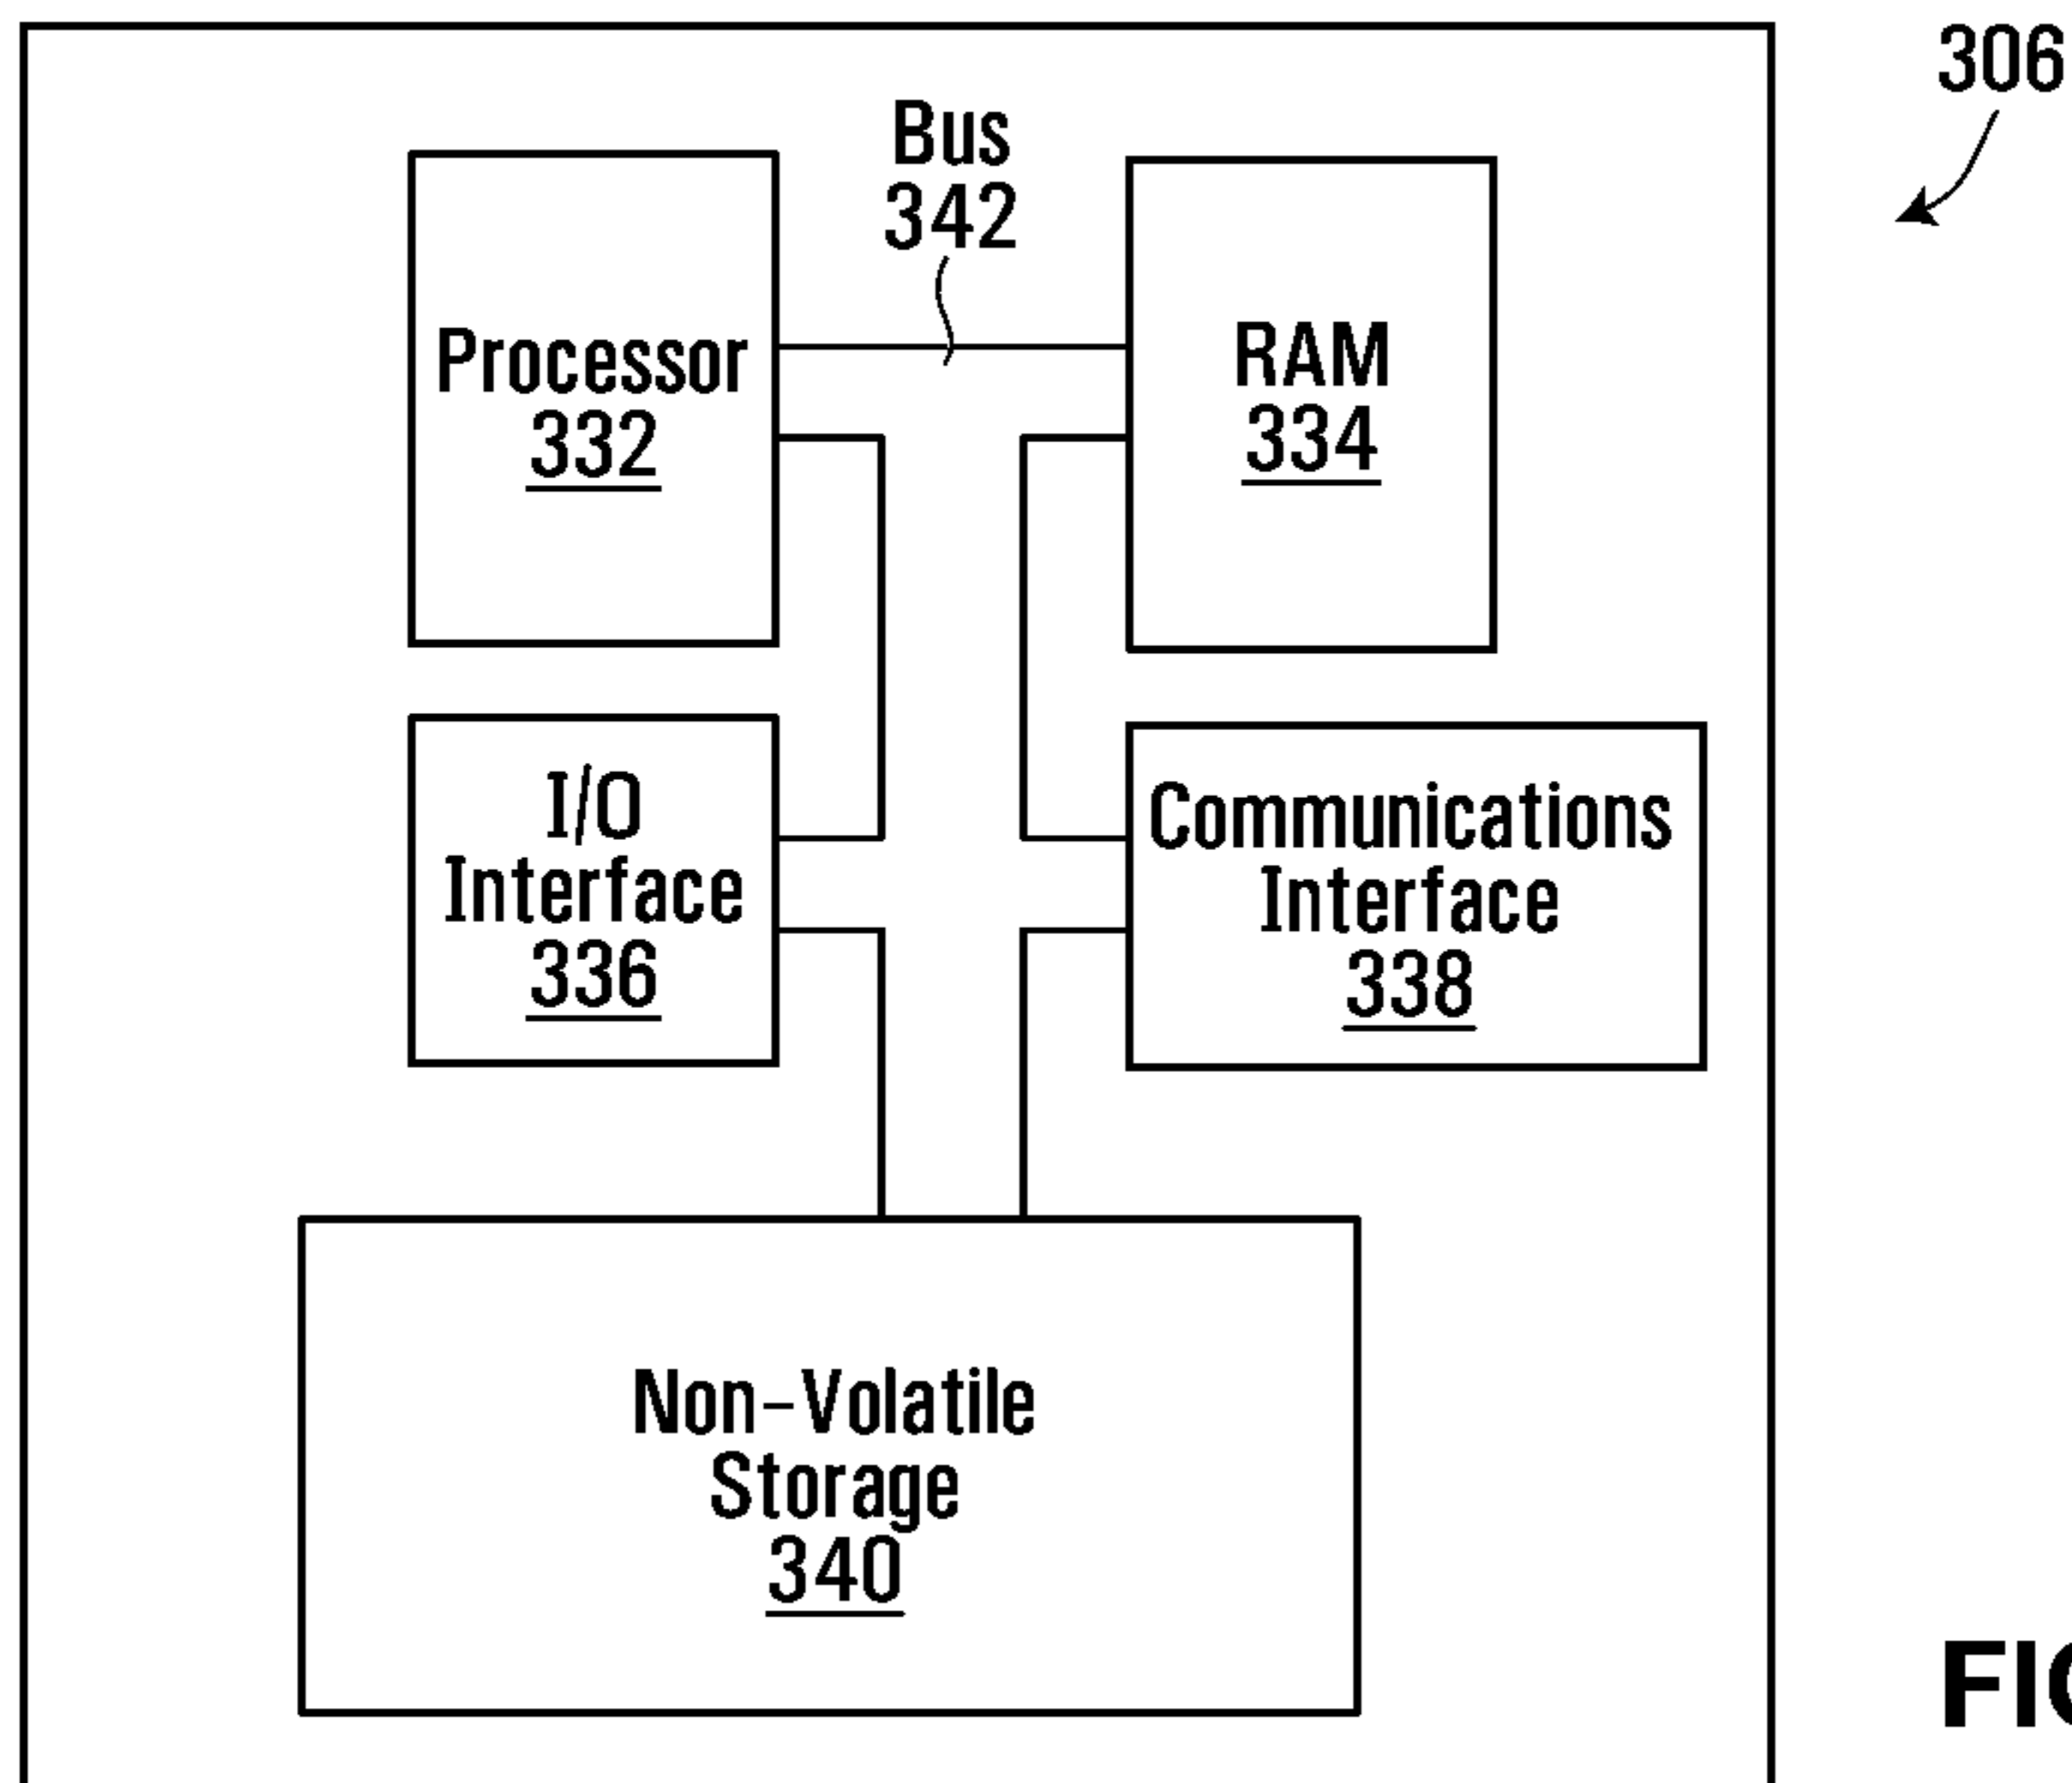 306
Bus
342
Processor
332
RAM
334
I/O
Interface
336
Communications
Interface
338
Non-Volatile
Storage
340